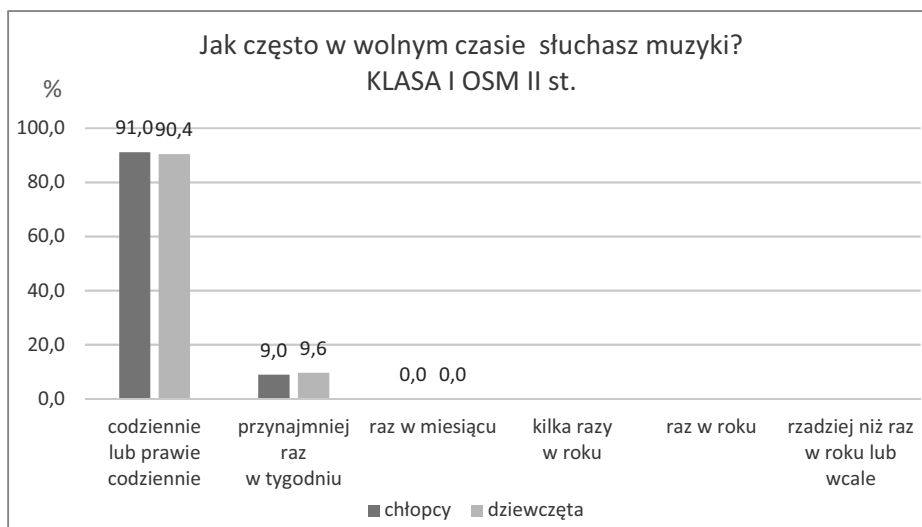 Jak często w wolnym czasie słuchasz muzyki?
KLASA I OSM II st.
%
100,0
80,0
60,0
40,0
20,0
0,0
91,0 90,4
9,0 9,6
0,0 0,0
codziennie
lub prawie
codziennie
przynajmniej
raz
w tygodniu
raz w miesiącu
kilka razy
w roku
raz w roku
rzadziej niż raz
w roku lub
wcale
chłopcy dziewczęta